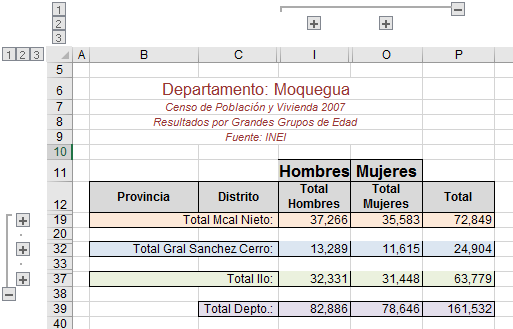 1
2
3
1 2 3
A B C I O P
5
6 Departamento: Moquegua
7 Censo de Población y Vivienda 2007
8 Resultados por Grandes Grupos de Edad
9 Fuente: INEI
10
11 Hombres Mujeres
12 Provincia Distrito Total Hombres Total Mujeres Total
19 Total Mcal Nieto: 37,266 35,583 72,849
20
32 Total Gral Sanchez Cerro: 13,289 11,615 24,904
33
37 Total Ilo: 32,331 31,448 63,779
38
39 Total Depto.: 82,886 78,646 161,532
40